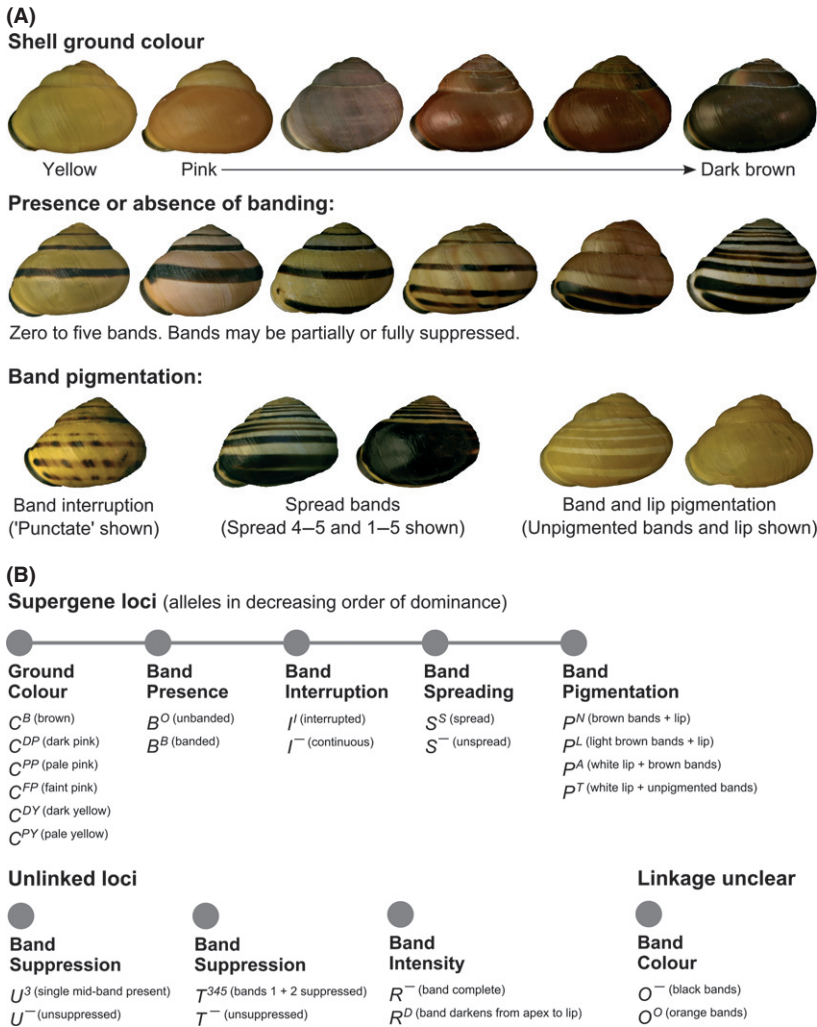 (A)
Shell ground colour
Yellow Pink Dark brown
Presence or absence of banding:
Zero to five bands. Bands may be partially or fully suppressed.
Band pigmentation:
Band interruption
('Punctate' shown)
Spread bands
(Spread 4–5 and 1–5 shown)
Band and lip pigmentation
(Unpigmented bands and lip shown)
(B)
Supergene loci (alleles in decreasing order of dominance)
Ground
Colour
C^B (brown)
C^DP (dark pink)
C^PP (pale pink)
C^FP (faint pink)
C^DY (dark yellow)
C^PY (pale yellow)
Band
Presence
B^O (unbanded)
B^B (banded)
Band
Interruption
I^I (interrupted)
I^— (continuous)
Band
Spreading
S^S (spread)
S^— (unspread)
Band
Pigmentation
P^N (brown bands + lip)
P^L (light brown bands + lip)
P^A (white lip + brown bands)
P^T (white lip + unpigmented bands)
Unlinked loci
Band
Suppression
U^3 (single mid-band present)
U^— (unsuppressed)
Band
Suppression
T^345 (bands 1 + 2 suppressed)
T^— (unsuppressed)
Band
Intensity
R^— (band complete)
R^D (band darkens from apex to lip)
Linkage unclear
Band
Colour
O^— (black bands)
O^O (orange bands)